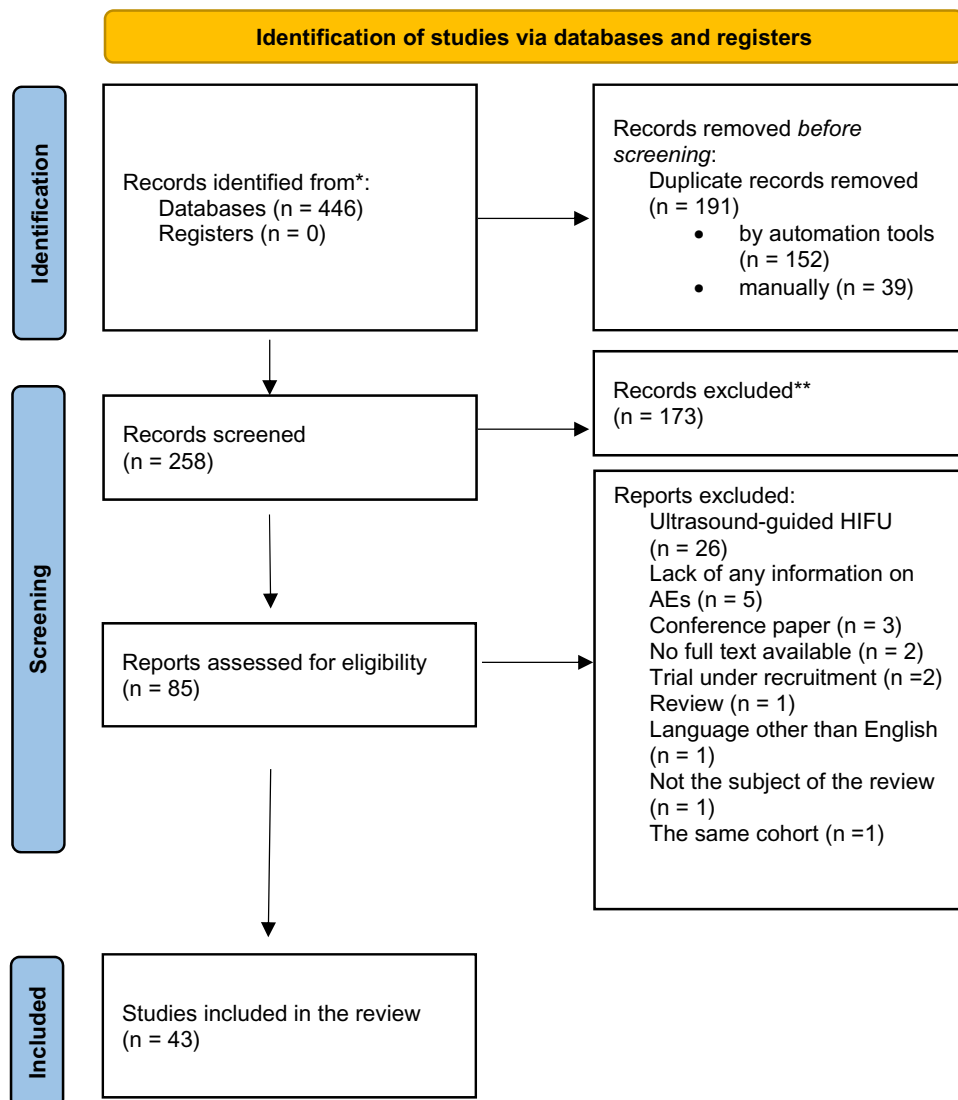 Identification of studies via databases and registers
Identification
Records identified from*:
Databases (n = 446)
Registers (n = 0)
Records removed before
screening:
Duplicate records removed
(n = 191)
• by automation tools
(n = 152)
• manually (n = 39)
Screening
Records screened
(n = 258)
Records excluded**
(n = 173)
Reports assessed for eligibility
(n = 85)
Reports excluded:
Ultrasound-guided HIFU
(n = 26)
Lack of any information on
AEs (n = 5)
Conference paper (n = 3)
No full text available (n = 2)
Trial under recruitment (n =2)
Review (n = 1)
Language other than English
(n = 1)
Not the subject of the review
(n = 1)
The same cohort (n =1)
Included
Studies included in the review
(n = 43)